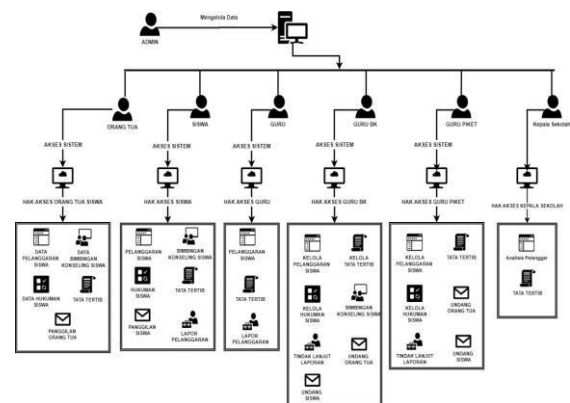 Mengelola Data
ADMIN
ORANG TUA
SISWA
GURU
GURU BK
GURU PIKET
Kepala Sekolah
AKSES SISTEM
AKSES SISTEM
AKSES SISTEM
AKSES SISTEM
AKSES SISTEM
AKSES SISTEM
HAK AKSES ORANG TUA SISWA
HAK AKSES SISWA
HAK AKSES GURU
HAK AKSES GURU BK
HAK AKSES GURU PIKET
HAK AKSES KEPALA SEKOLAH
DATA
PELANGGARAN
SISWA
DATA
BIMBINGAN
KONSELING SISWA
DATA HUKUMAN
SISWA
TATA TERTIB
PANGGILAN
ORANG TUA
PELANGGARAN
SISWA
BIMBINGAN
KONSELING SISWA
HUKUMAN
SISWA
TATA TERTIB
PANGGILAN
SISWA
LAPOR
PELANGGARAN
PELANGGARAN
SISWA
TATA TERTIB
LAPOR
PELANGGARAN
KELOLA
PELANGGARAN
SISWA
KELOLA
TATA TERTIB
KELOLA
HUKUMAN
SISWA
BIMBINGAN
KONSELING SISWA
TINDAK LANJUT
LAPORAN
UNDANG
ORANG TUA
UNDANG
SISWA
KELOLA
PELANGGARAN
SISWA
TATA TERTIB
KELOLA
HUKUMAN
SISWA
UNDANG
ORANG TUA
TINDAK LANJUT
LAPORAN
UNDANG
SISWA
Analisis Pelanggar
TATA TERTIB